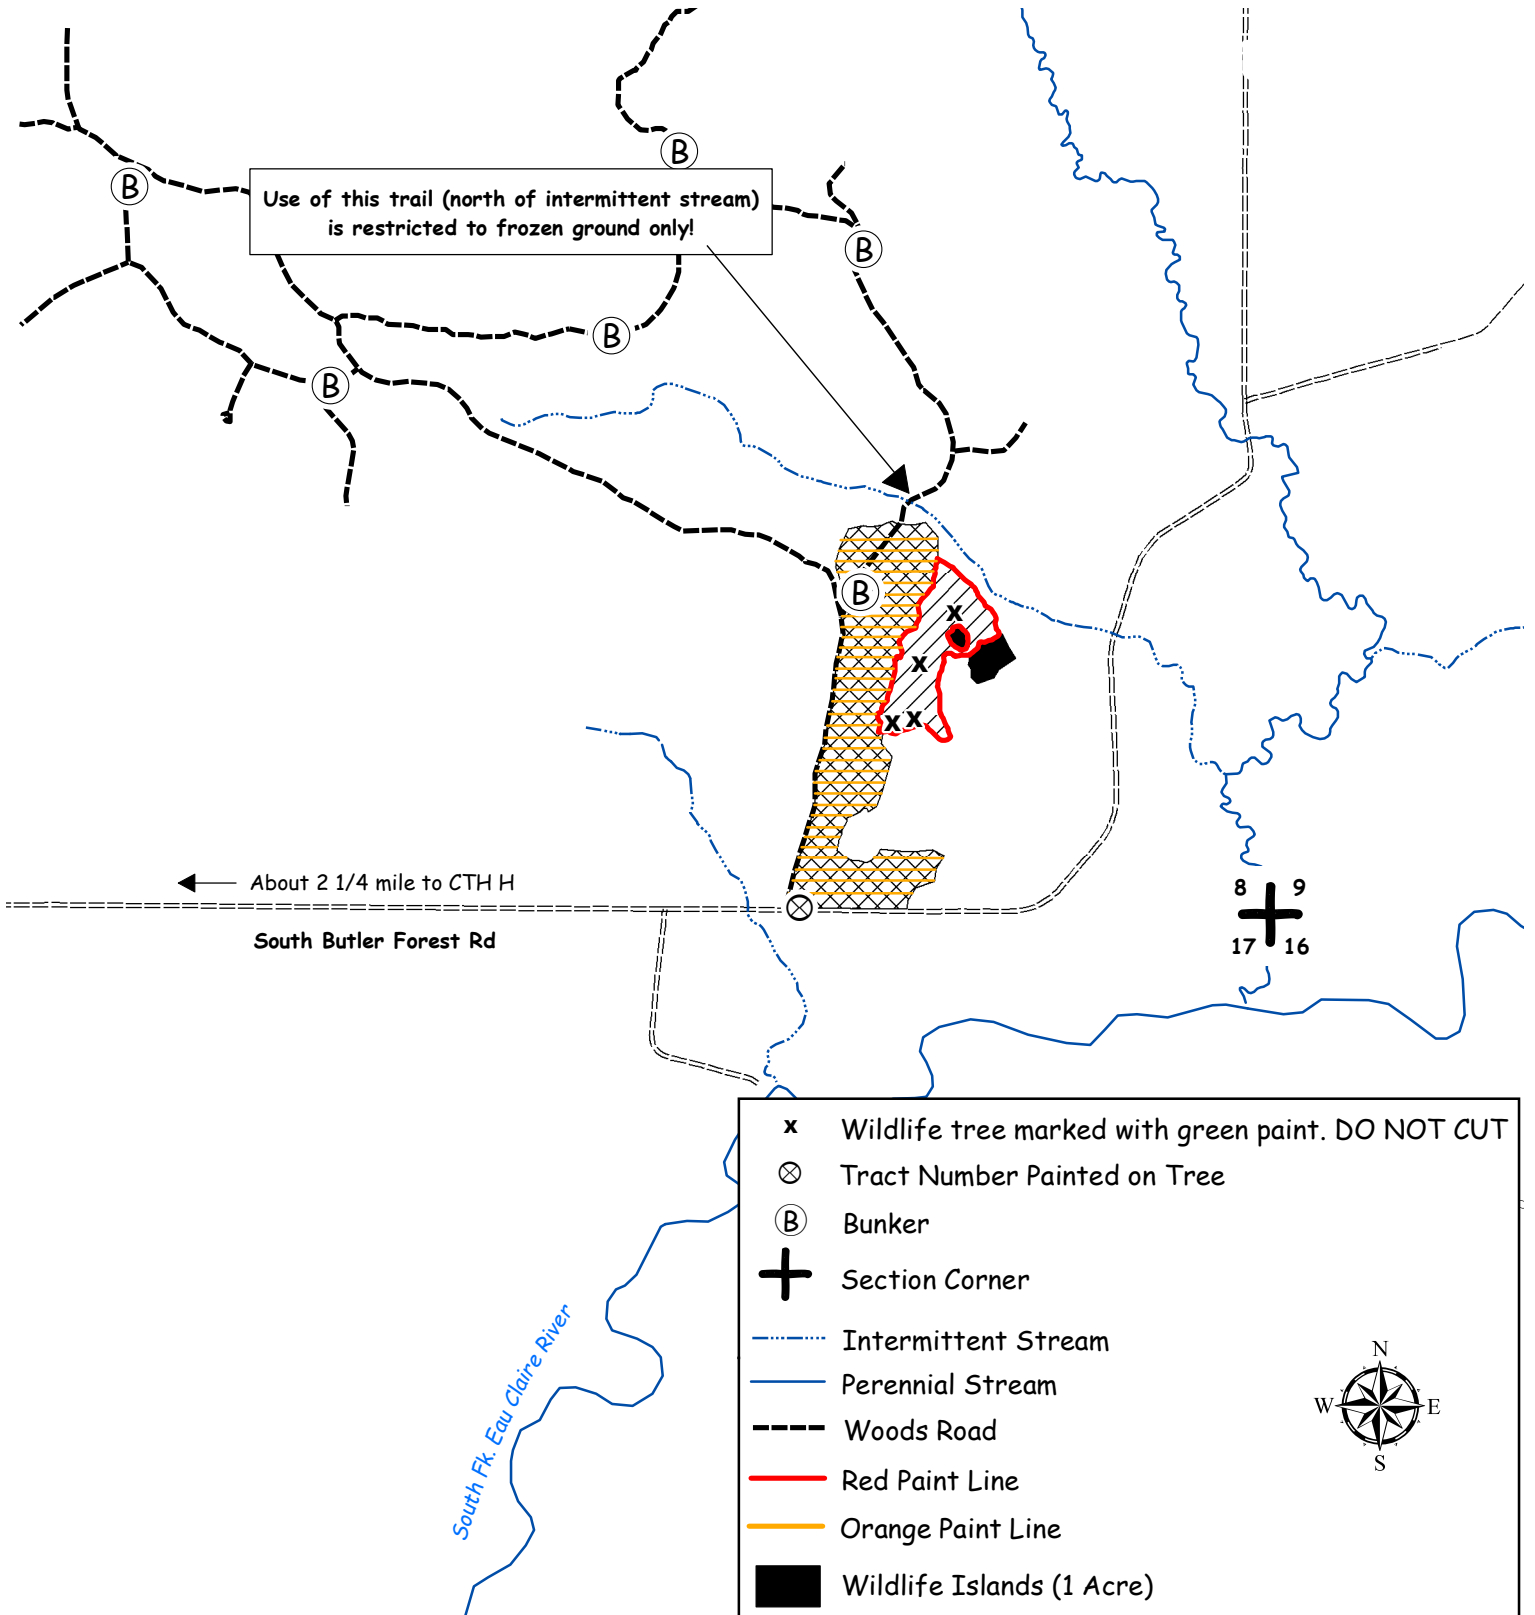 B
B
Use of this trail (north of intermittent stream)
is restricted to frozen ground only!
B
B
B
B
x
x
x x
About 2 1/4 mile to CTH H
South Butler Forest Rd
8 9
17 16
South Fk. Eau Claire River
x Wildlife tree marked with green paint. DO NOT CUT
Tract Number Painted on Tree
B Bunker
Section Corner
Intermittent Stream
Perennial Stream
Woods Road
Red Paint Line
Orange Paint Line
Wildlife Islands (1 Acre)
N
W E
S